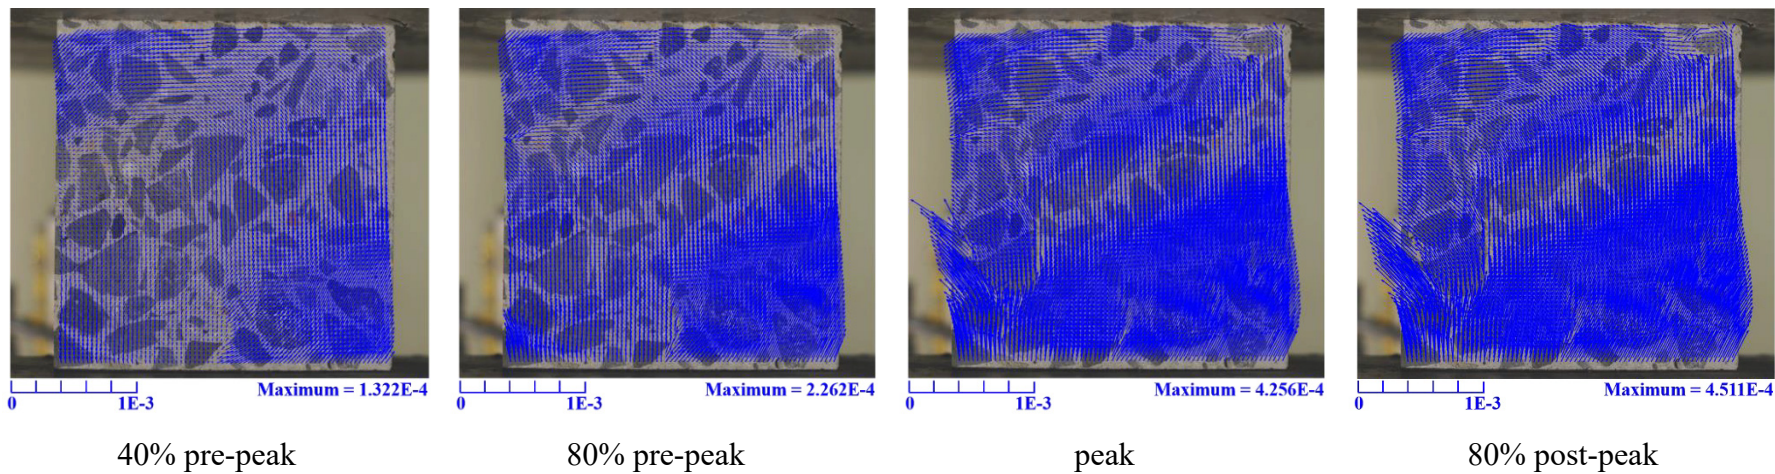 Maximum = 1.322E-4
0 1E-3
Maximum = 2.262E-4
0 1E-3
Maximum = 4.256E-4
0 1E-3
Maximum = 4.511E-4
0 1E-3
40% pre-peak
80% pre-peak
peak
80% post-peak